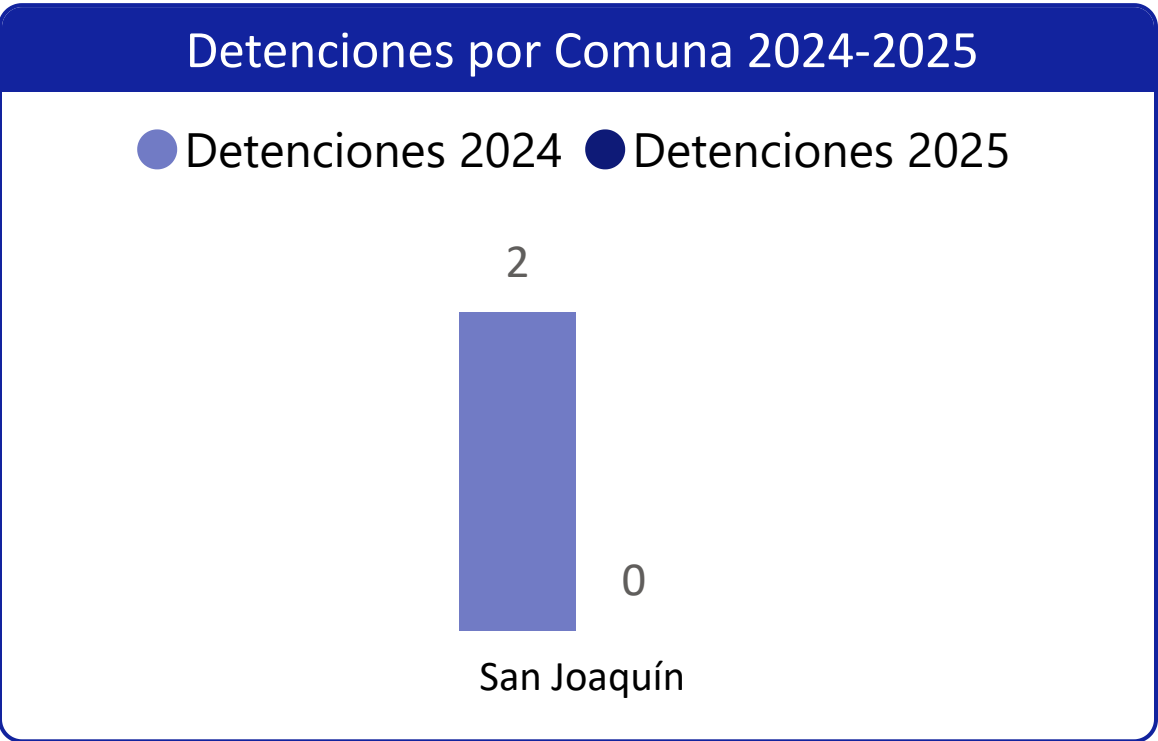 Detenciones por Comuna 2024-2025
Detenciones 2024 Detenciones 2025
2
0
San Joaquín